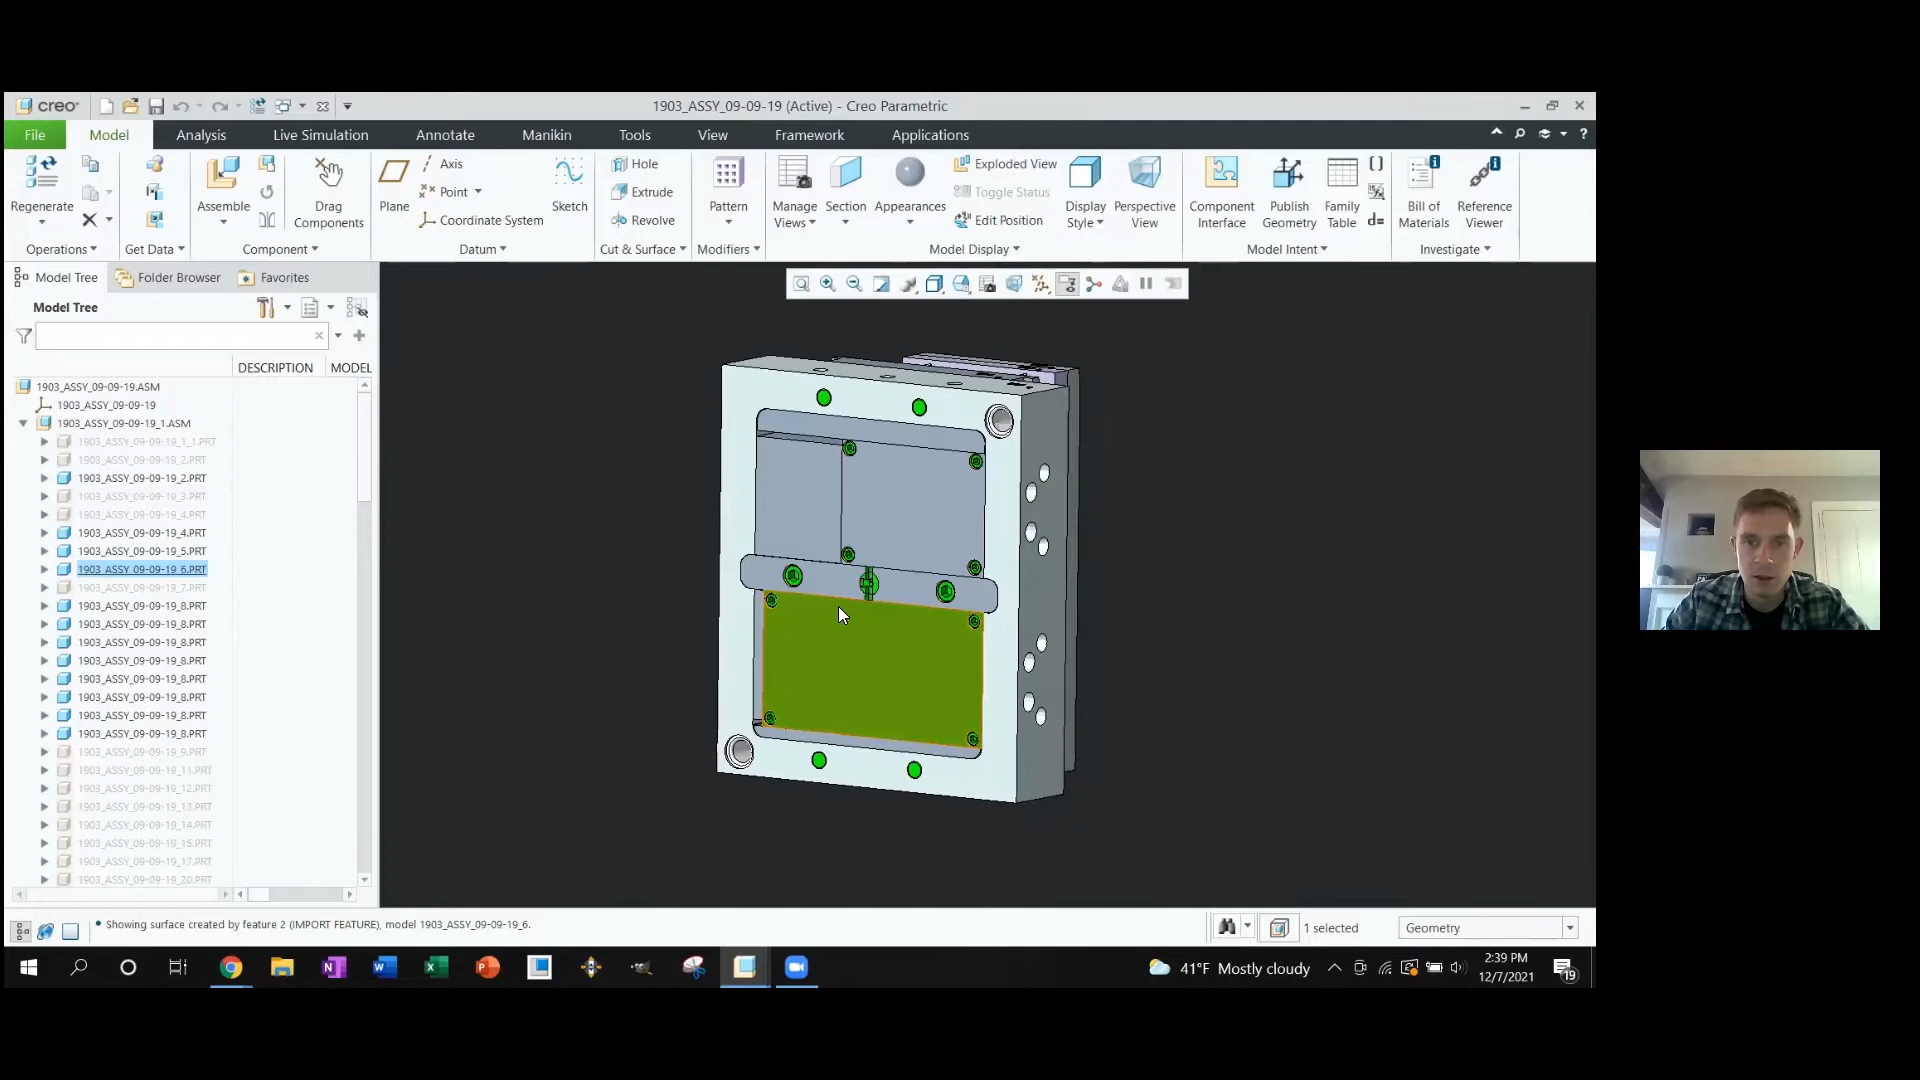 creo
1903_ASSY_09-09-19 (Active) - Creo Parametric
File
Model
Analysis
Live Simulation
Annotate
Manikin
Tools
View
Framework
Applications
Regenerate
Operations
Get Data
Assemble
Drag
Components
Component
Plane
Axis
Point
Coordinate System
Sketch
Datum
Hole
Extrude
Revolve
Cut & Surface
Pattern
Modifiers
Manage
Views
Section
Appearances
Exploded View
Toggle Status
Edit Position
Display
Style
Perspective
View
Model Display
Component
Interface
Publish
Geometry
Family
Table
d=
Model Intent
Bill of
Materials
Reference
Viewer
Investigate
Model Tree
Folder Browser
Favorites
Model Tree
DESCRIPTION
MODEL
1903_ASSY_09-09-19.ASM
1903_ASSY_09-09-19
1903_ASSY_09-09-19_1.ASM
1903_ASSY_09-09-19_1_1.PRT
1903_ASSY_09-09-19_2.PRT
1903_ASSY_09-09-19_2.PRT
1903_ASSY_09-09-19_3.PRT
1903_ASSY_09-09-19_4.PRT
1903_ASSY_09-09-19_4.PRT
1903_ASSY_09-09-19_5.PRT
1903_ASSY_09-09-19_6.PRT
1903_ASSY_09-09-19_7.PRT
1903_ASSY_09-09-19_8.PRT
1903_ASSY_09-09-19_8.PRT
1903_ASSY_09-09-19_8.PRT
1903_ASSY_09-09-19_8.PRT
1903_ASSY_09-09-19_8.PRT
1903_ASSY_09-09-19_8.PRT
1903_ASSY_09-09-19_8.PRT
1903_ASSY_09-09-19_8.PRT
1903_ASSY_09-09-19_9.PRT
1903_ASSY_09-09-19_11.PRT
1903_ASSY_09-09-19_12.PRT
1903_ASSY_09-09-19_13.PRT
1903_ASSY_09-09-19_14.PRT
1903_ASSY_09-09-19_15.PRT
1903_ASSY_09-09-19_17.PRT
1903_ASSY_09-09-19_20.PRT
• Showing surface created by feature 2 (IMPORT FEATURE), model 1903_ASSY_09-09-19_6.
1 selected
Geometry
41°F Mostly cloudy
2:39 PM
12/7/2021
19